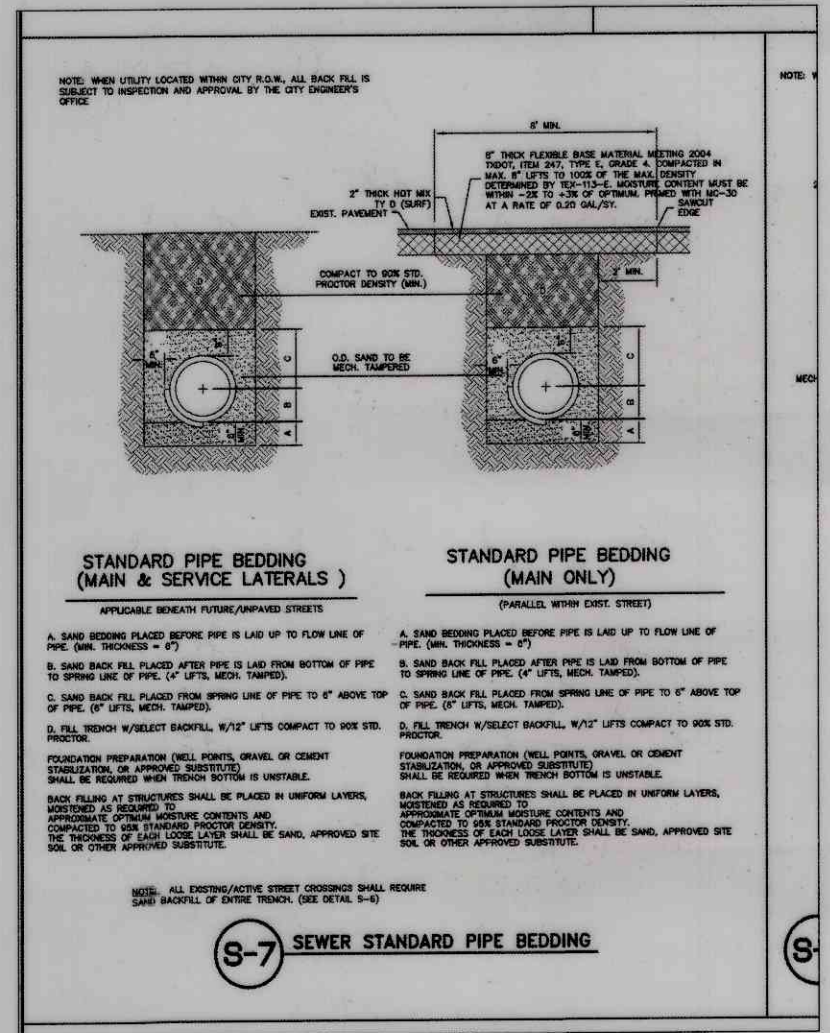 NOTE: WHEN UTILITY LOCATED WITHIN CITY R.O.W., ALL BACK FILL IS
SUBJECT TO INSPECTION AND APPROVAL BY THE CITY ENGINEER'S
OFFICE
NOTE:
8' MIN.
8" THICK FLEXIBLE BASE MATERIAL MEETING 2004
TXDOT, ITEM 247, TYPE E, GRADE 4. COMPACTED IN
MAX. 8" LIFTS TO 100% OF THE MAX. DENSITY
DETERMINED BY TEX-113-E. MOISTURE CONTENT MUST BE
WITHIN -2% TO +3% OF OPTIMUM. PRIMED WITH MC-30
AT A RATE OF 0.20 GAL/SY.
2" THICK HOT MIX
TY D (SURF)
EXIST. PAVEMENT
SAWCUT
EDGE
2' MIN.
COMPACT TO 90% STD.
PROCTOR DENSITY (MIN.)
D
D
O.D. SAND TO BE
MECH. TAMPERED
6"
MIN.
6"
6"
MIN.
6"
6"
MIN.
6"
MIN.
C
B
A
C
B
A
MECH
STANDARD PIPE BEDDING
(MAIN & SERVICE LATERALS )
APPLICABLE BENEATH FUTURE/UNPAVED STREETS
A. SAND BEDDING PLACED BEFORE PIPE IS LAID UP TO FLOW LINE OF
PIPE. (MIN. THICKNESS = 6")
B. SAND BACK FILL PLACED AFTER PIPE IS LAID FROM BOTTOM OF PIPE
TO SPRING LINE OF PIPE. (4" LIFTS, MECH. TAMPED).
C. SAND BACK FILL PLACED FROM SPRING LINE OF PIPE TO 6" ABOVE TOP
OF PIPE. (6" LIFTS, MECH. TAMPED).
D. FILL TRENCH W/SELECT BACKFILL, W/12" LIFTS COMPACT TO 90% STD.
PROCTOR.
FOUNDATION PREPARATION (WELL POINTS, GRAVEL OR CEMENT
STABILIZATION, OR APPROVED SUBSTITUTE)
SHALL BE REQUIRED WHEN TRENCH BOTTOM IS UNSTABLE.
BACK FILLING AT STRUCTURES SHALL BE PLACED IN UNIFORM LAYERS,
MOISTENED AS REQUIRED TO
APPROXIMATE OPTIMUM MOISTURE CONTENTS AND
COMPACTED TO 95% STANDARD PROCTOR DENSITY.
THE THICKNESS OF EACH LOOSE LAYER SHALL BE SAND, APPROVED SITE
SOIL OR OTHER APPROVED SUBSTITUTE.
STANDARD PIPE BEDDING
(MAIN ONLY)
(PARALLEL WITHIN EXIST. STREET)
A. SAND BEDDING PLACED BEFORE PIPE IS LAID UP TO FLOW LINE OF
PIPE. (MIN. THICKNESS = 6")
B. SAND BACK FILL PLACED AFTER PIPE IS LAID FROM BOTTOM OF PIPE
TO SPRING LINE OF PIPE. (4" LIFTS, MECH. TAMPED).
C. SAND BACK FILL PLACED FROM SPRING LINE OF PIPE TO 6" ABOVE TOP
OF PIPE. (6" LIFTS, MECH. TAMPED).
D. FILL TRENCH W/SELECT BACKFILL, W/12" LIFTS COMPACT TO 90% STD.
PROCTOR.
FOUNDATION PREPARATION (WELL POINTS, GRAVEL OR CEMENT
STABILIZATION, OR APPROVED SUBSTITUTE)
SHALL BE REQUIRED WHEN TRENCH BOTTOM IS UNSTABLE.
BACK FILLING AT STRUCTURES SHALL BE PLACED IN UNIFORM LAYERS,
MOISTENED AS REQUIRED TO
APPROXIMATE OPTIMUM MOISTURE CONTENTS AND
COMPACTED TO 95% STANDARD PROCTOR DENSITY.
THE THICKNESS OF EACH LOOSE LAYER SHALL BE SAND, APPROVED SITE
SOIL OR OTHER APPROVED SUBSTITUTE.
NOTE: ALL EXISTING/ACTIVE STREET CROSSINGS SHALL REQUIRE
SAND BACKFILL OF ENTIRE TRENCH. (SEE DETAIL S-6)
S-7 SEWER STANDARD PIPE BEDDING
S-